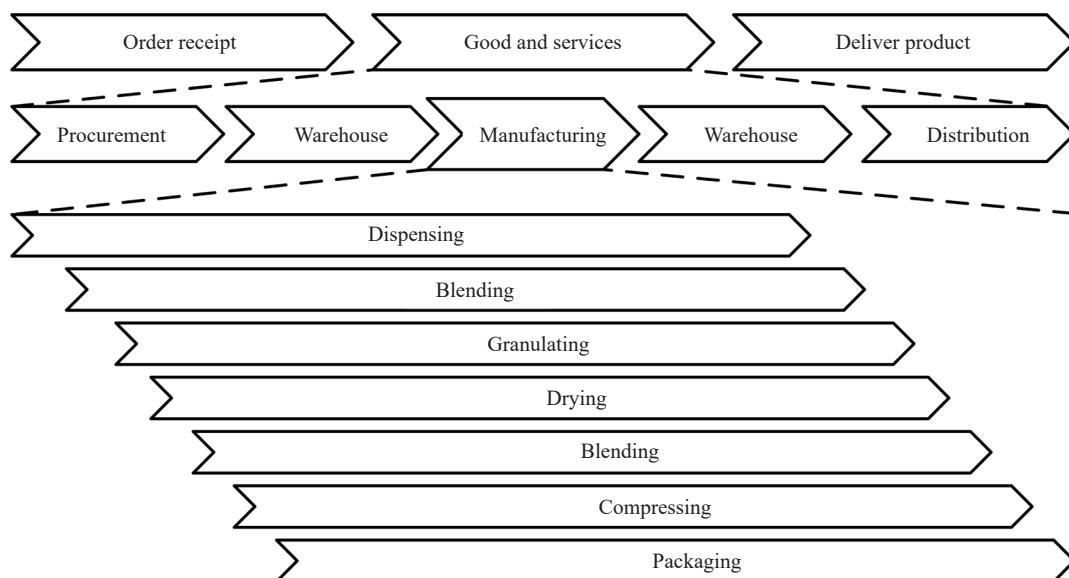 Order receipt
Good and services
Deliver product
Procurement
Warehouse
Manufacturing
Warehouse
Distribution
Dispensing
Blending
Granulating
Drying
Blending
Compressing
Packaging